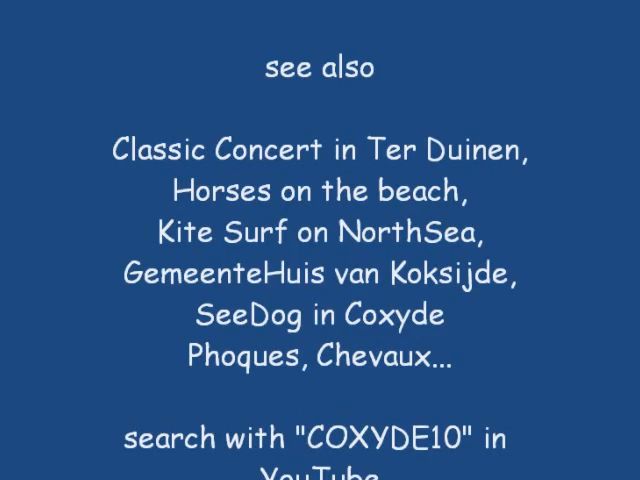 see also
Classic Concert in Ter Duinen,
Horses on the beach,
Kite Surf on NorthSea,
GemeenteHuis van Koksijde,
SeeDog in Coxyde
Phoques, Chevaux...
search with "COXYDE10" in
YouTube